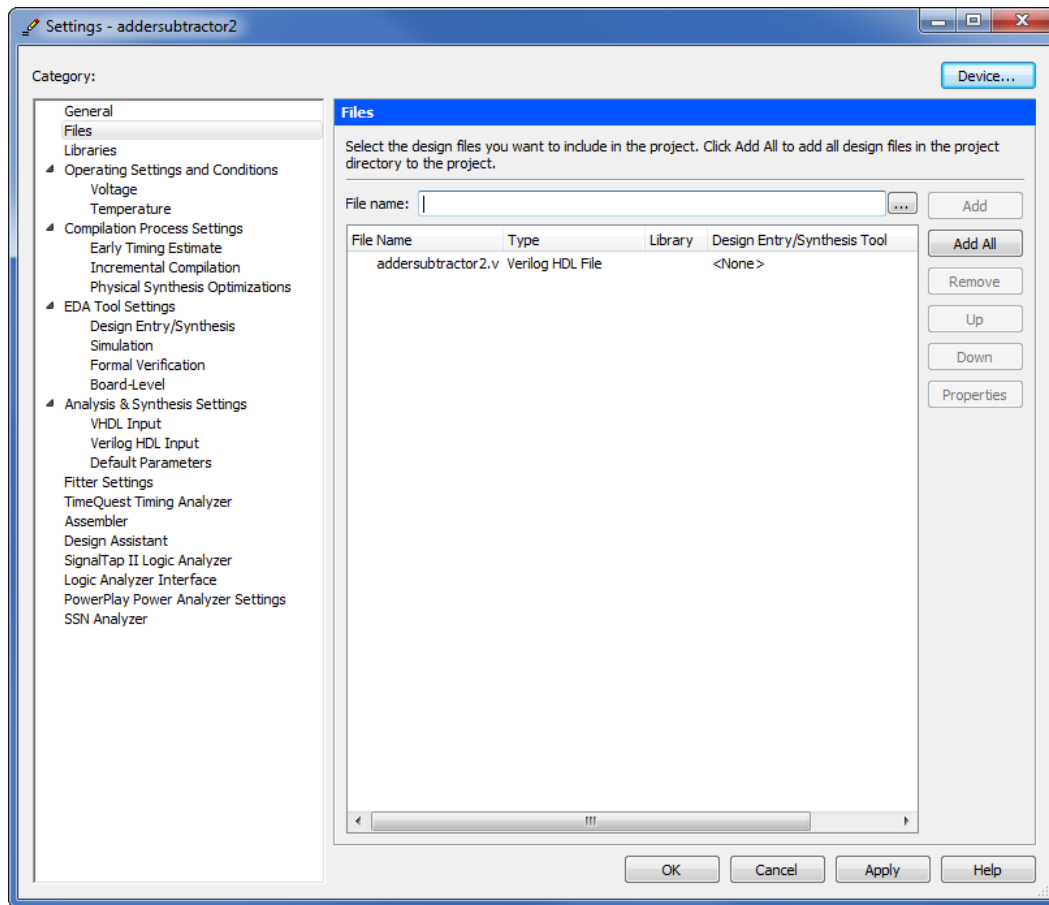 Settings - addersubtractor2
Category:
Device...
General
Files
Libraries
Operating Settings and Conditions
Voltage
Temperature
Compilation Process Settings
Early Timing Estimate
Incremental Compilation
Physical Synthesis Optimizations
EDA Tool Settings
Design Entry/Synthesis
Simulation
Formal Verification
Board-Level
Analysis & Synthesis Settings
VHDL Input
Verilog HDL Input
Default Parameters
Fitter Settings
TimeQuest Timing Analyzer
Assembler
Design Assistant
SignalTap II Logic Analyzer
Logic Analyzer Interface
PowerPlay Power Analyzer Settings
SSN Analyzer
Files
Select the design files you want to include in the project. Click Add All to add all design files in the project
directory to the project.
File name:
...
Add
File Name Type Library Design Entry/Synthesis Tool
addersubtractor2.v Verilog HDL File <None>
Add All
Remove
Up
Down
Properties
OK
Cancel
Apply
Help